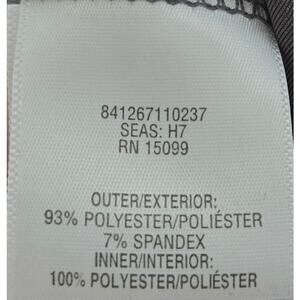 841267110237
SEAS: H7
RN 15099
OUTER/EXTERIOR:
93% POLYESTER/POLIÉSTER
7% SPANDEX
INNER/INTERIOR:
100% POLYESTER/POLIÉSTER